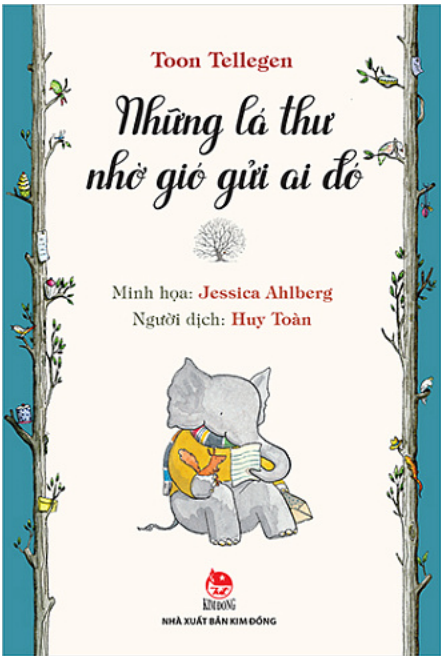 Toon Tellegen
Những lá thư
nhờ gió gửi ai đó
Minh họa: Jessica Ahlberg
Người dịch: Huy Toàn
KIM ĐỒNG
NHÀ XUẤT BẢN KIM ĐỒNG